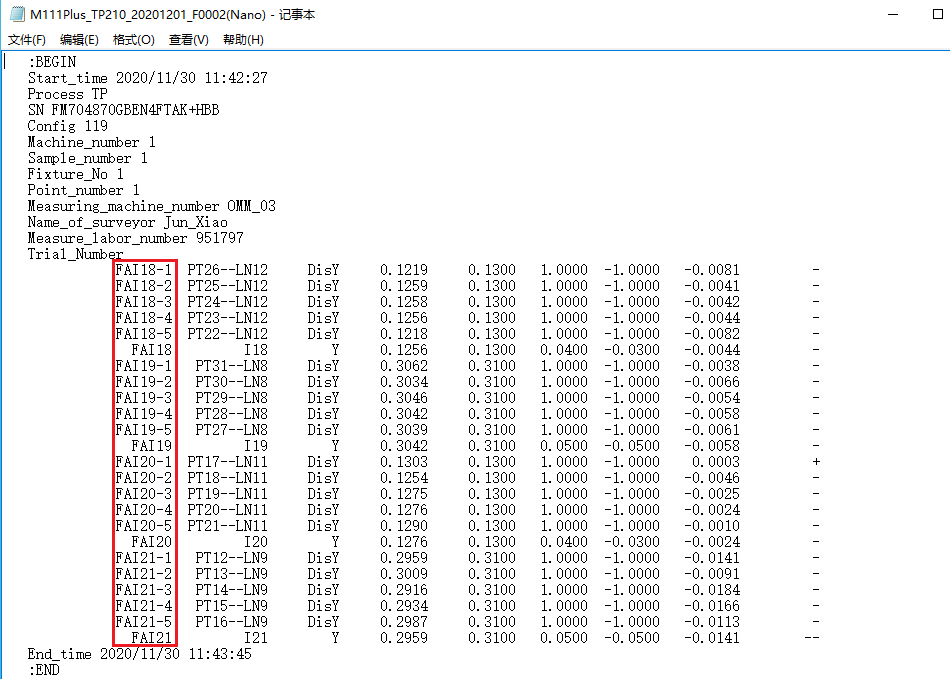 M111Plus_TP210_20201201_F0002(Nano) - 记事本
文件(F) 编辑(E) 格式(O) 查看(V) 帮助(H)
:BEGIN
Start_time 2020/11/30 11:42:27
Process TP
SN FM704870GBEN4FTAK+HBB
Config 119
Machine_number 1
Sample_number 1
Fixture_No 1
Point_number 1
Measuring_machine_number OMM_03
Name_of_surveyor Jun_Xiao
Measure_labor_number 951797
Trial_Number
FAI18-1 PT26--LN12 DisY 0.1219 0.1300 1.0000 -1.0000 -0.0081 -
FAI18-2 PT25--LN12 DisY 0.1259 0.1300 1.0000 -1.0000 -0.0041 -
FAI18-3 PT24--LN12 DisY 0.1258 0.1300 1.0000 -1.0000 -0.0042 -
FAI18-4 PT23--LN12 DisY 0.1256 0.1300 1.0000 -1.0000 -0.0044 -
FAI18-5 PT22--LN12 DisY 0.1218 0.1300 1.0000 -1.0000 -0.0082 -
FAI18 I18 Y 0.1256 0.1300 0.0400 -0.0300 -0.0044 -
FAI19-1 PT31--LN8 DisY 0.3062 0.3100 1.0000 -1.0000 -0.0038 -
FAI19-2 PT30--LN8 DisY 0.3034 0.3100 1.0000 -1.0000 -0.0066 -
FAI19-3 PT29--LN8 DisY 0.3046 0.3100 1.0000 -1.0000 -0.0054 -
FAI19-4 PT28--LN8 DisY 0.3042 0.3100 1.0000 -1.0000 -0.0058 -
FAI19-5 PT27--LN8 DisY 0.3039 0.3100 1.0000 -1.0000 -0.0061 -
FAI19 I19 Y 0.3042 0.3100 0.0500 -0.0500 -0.0058 -
FAI20-1 PT17--LN11 DisY 0.1303 0.1300 1.0000 -1.0000 0.0003 +
FAI20-2 PT18--LN11 DisY 0.1254 0.1300 1.0000 -1.0000 -0.0046 -
FAI20-3 PT19--LN11 DisY 0.1275 0.1300 1.0000 -1.0000 -0.0025 -
FAI20-4 PT20--LN11 DisY 0.1276 0.1300 1.0000 -1.0000 -0.0024 -
FAI20-5 PT21--LN11 DisY 0.1290 0.1300 1.0000 -1.0000 -0.0010 -
FAI20 I20 Y 0.1276 0.1300 0.0400 -0.0300 -0.0024 -
FAI21-1 PT12--LN9 DisY 0.2959 0.3100 1.0000 -1.0000 -0.0141 -
FAI21-2 PT13--LN9 DisY 0.3009 0.3100 1.0000 -1.0000 -0.0091 -
FAI21-3 PT14--LN9 DisY 0.2916 0.3100 1.0000 -1.0000 -0.0184 -
FAI21-4 PT15--LN9 DisY 0.2934 0.3100 1.0000 -1.0000 -0.0166 -
FAI21-5 PT16--LN9 DisY 0.2987 0.3100 1.0000 -1.0000 -0.0113 -
FAI21 I21 Y 0.2959 0.3100 0.0500 -0.0500 -0.0141 --
End_time 2020/11/30 11:43:45
:END